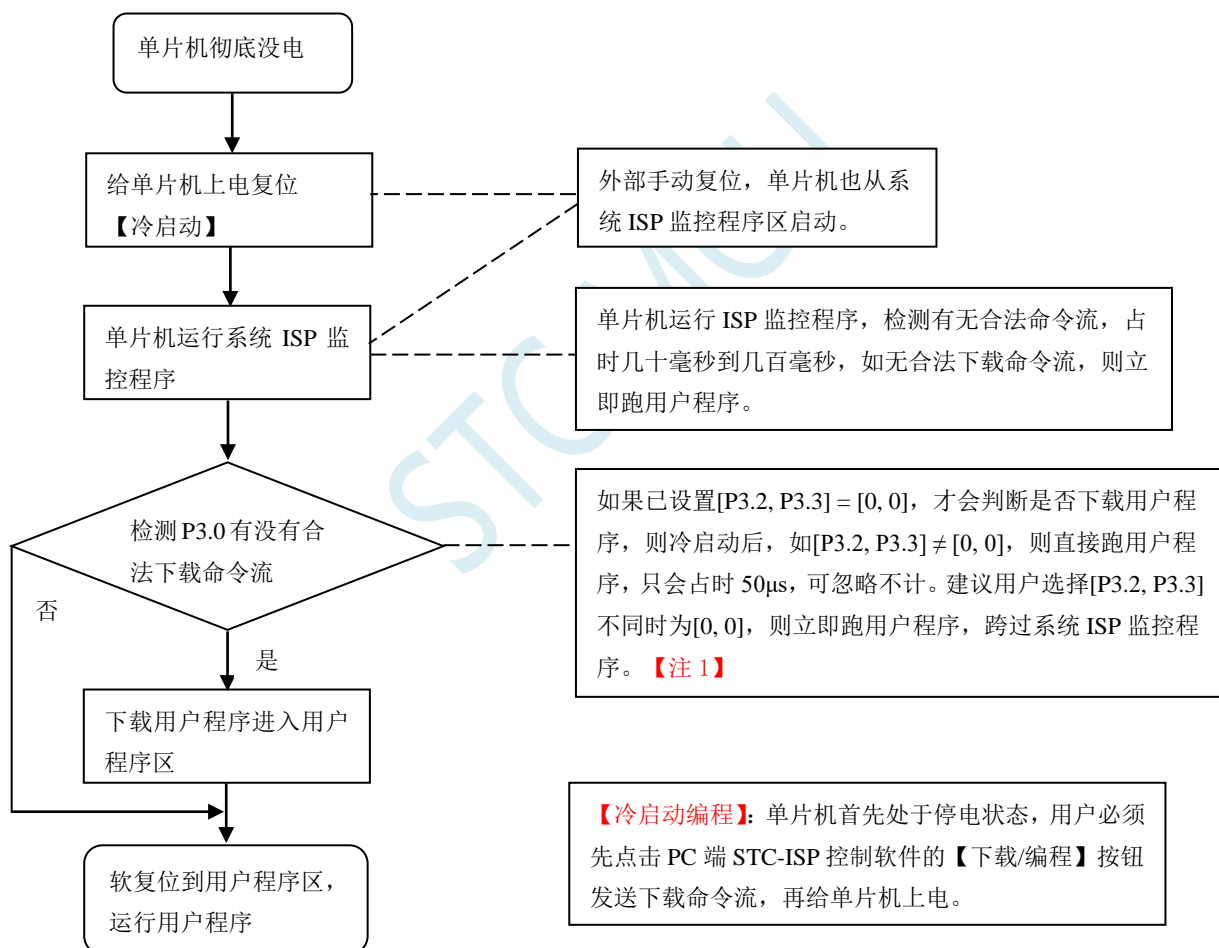 单片机彻底没电
给单片机上电复位
【冷启动】
外部手动复位，单片机也从系
统 ISP 监控程序区启动。
单片机运行系统 ISP 监
控程序
单片机运行 ISP 监控程序，检测有无合法命令流，占
时几十毫秒到几百毫秒，如无合法下载命令流，则立
即跑用户程序。
检测 P3.0 有没有合
法下载命令流
如果已设置[P3.2, P3.3] = [0, 0]，才会判断是否下载用户程
序，则冷启动后，如[P3.2, P3.3] ≠ [0, 0]，则直接跑用户程
序，只会占时 50μs，可忽略不计。建议用户选择[P3.2, P3.3]
不同时为[0, 0]，则立即跑用户程序，跨过系统 ISP 监控程
序。【注 1】
否
是
下载用户程序进入用户
程序区
【冷启动编程】：单片机首先处于停电状态，用户必须
先点击 PC 端 STC-ISP 控制软件的【下载/编程】按钮
发送下载命令流，再给单片机上电。
软复位到用户程序区，
运行用户程序
STC MCU